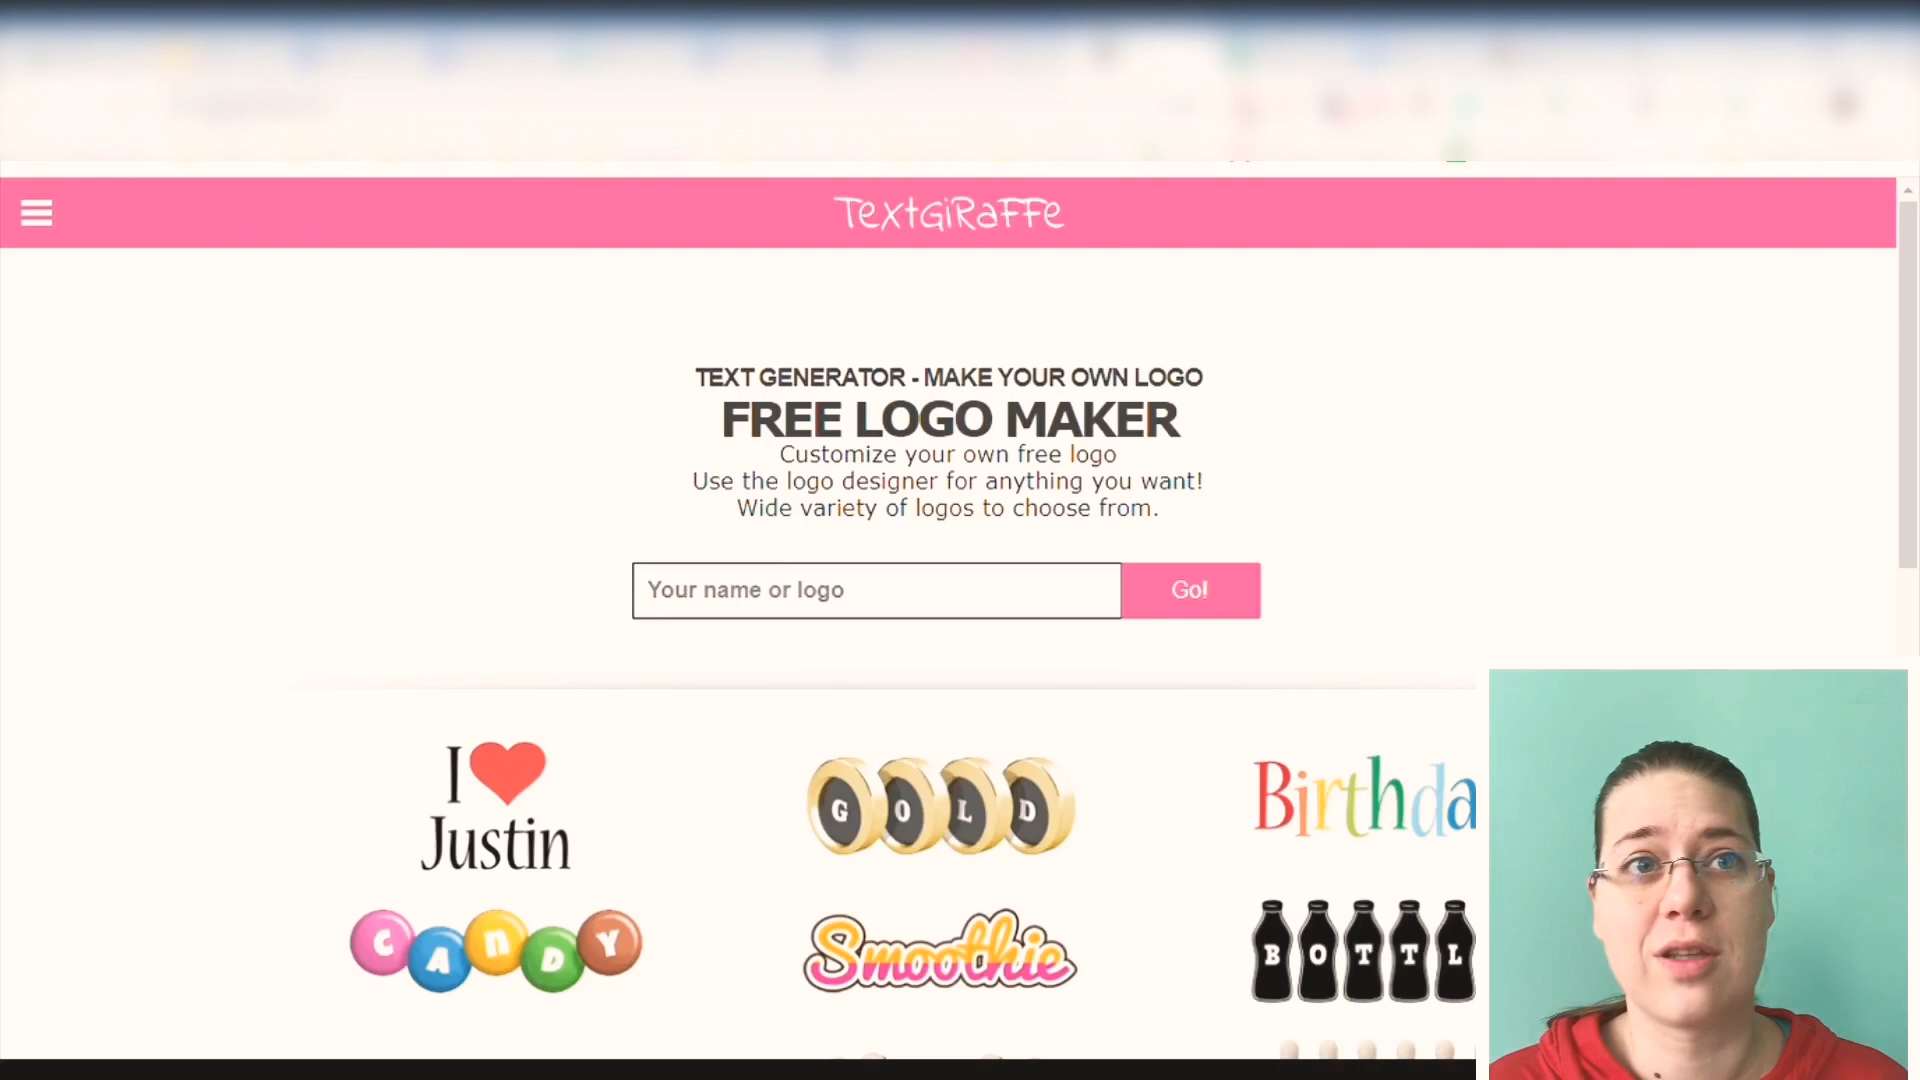 TextGiRaFFe
TEXT GENERATOR - MAKE YOUR OWN LOGO
FREE LOGO MAKER
Customize your own free logo
Use the logo designer for anything you want!
Wide variety of logos to choose from.
Your name or logo
Go!
I
Justin
GOLD
Birthda
CANDY
Smoothie
BOTTL